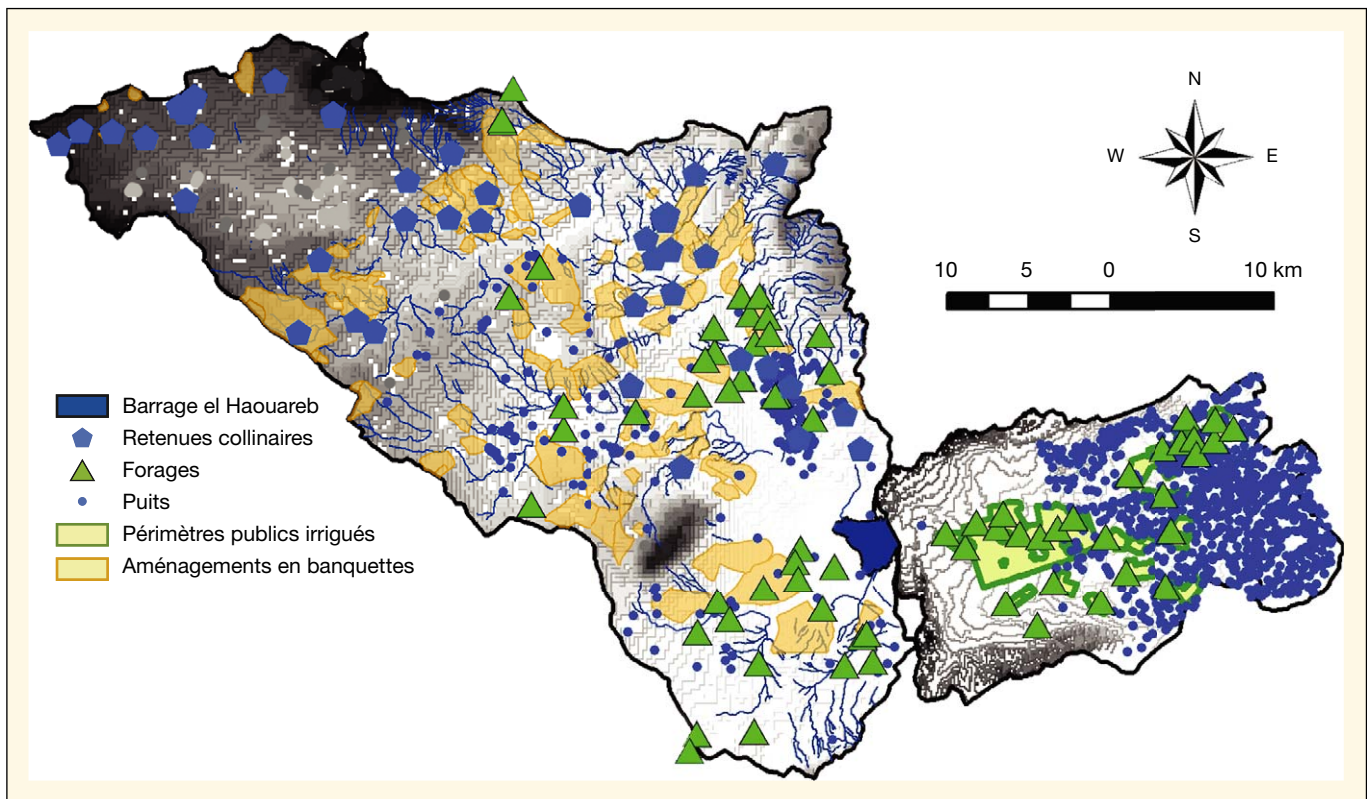 N
W E
S
10 5 0 10 km
Barrage el Haouareb
Retenues collinaires
Forages
Puits
Périmètres publics irrigués
Aménagements en banquettes